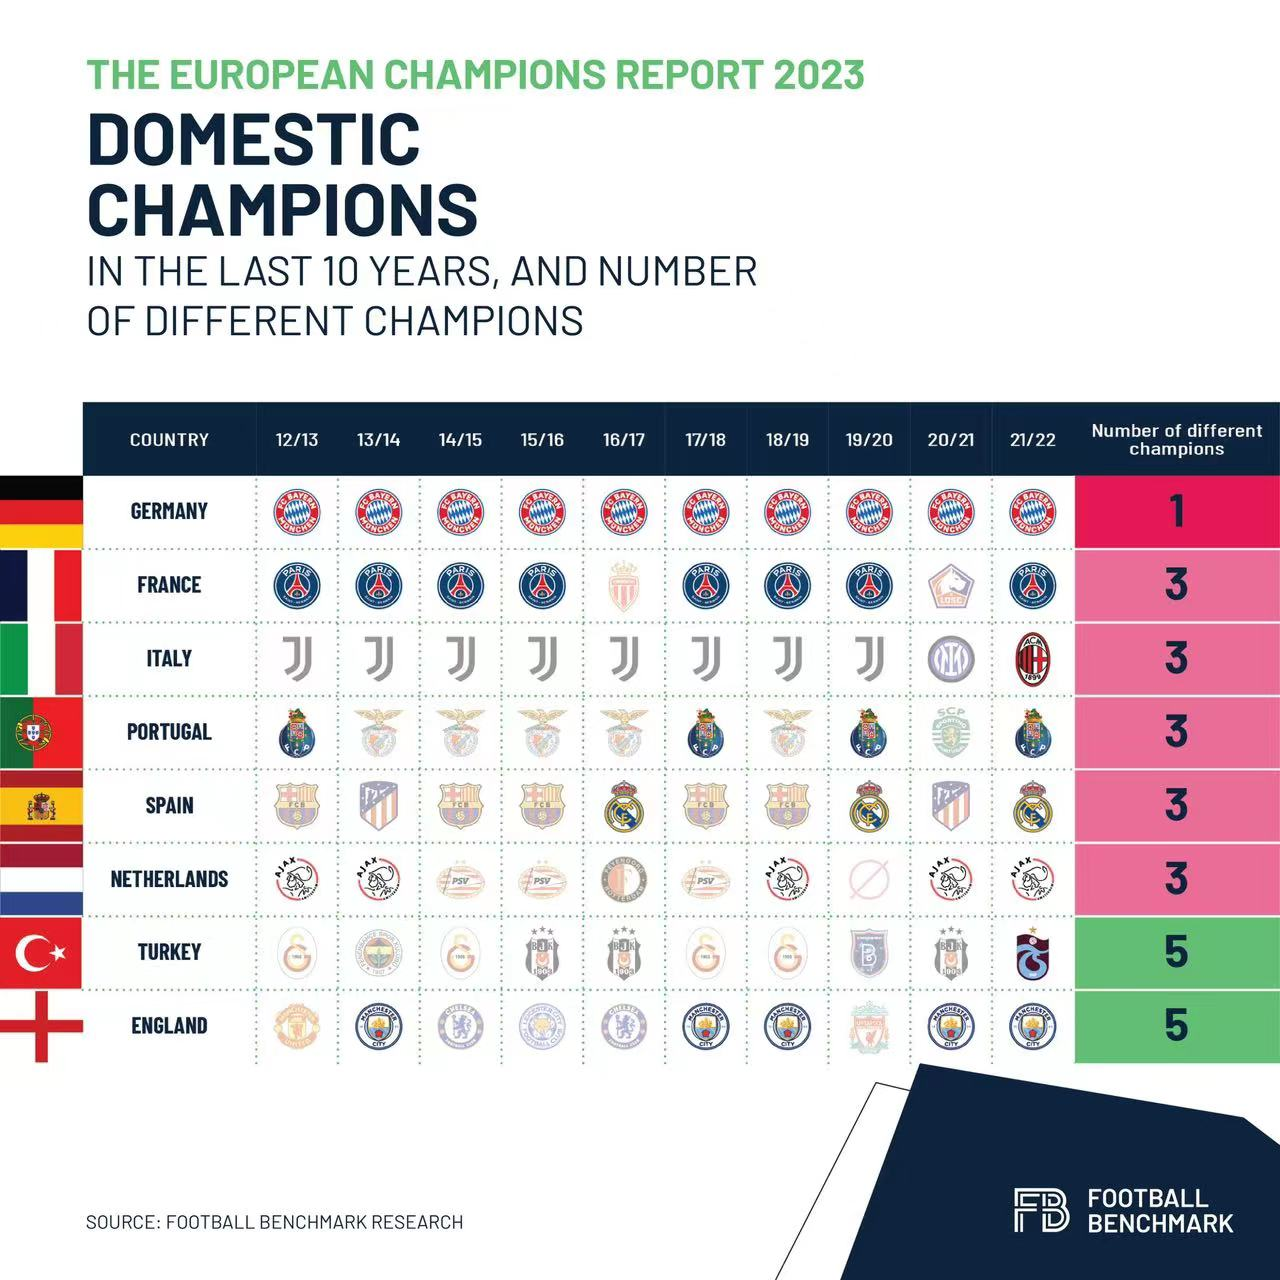 THE EUROPEAN CHAMPIONS REPORT 2023
DOMESTIC
CHAMPIONS
IN THE LAST 10 YEARS, AND NUMBER
OF DIFFERENT CHAMPIONS
COUNTRY 12/13 13/14 14/15 15/16 16/17 17/18 18/19 19/20 20/21 21/22 Number of different
champions
GERMANY 1
FRANCE 3
ITALY 3
PORTUGAL 3
SPAIN 3
NETHERLANDS 3
TURKEY 5
ENGLAND 5
SOURCE: FOOTBALL BENCHMARK RESEARCH
FB FOOTBALL
BENCHMARK